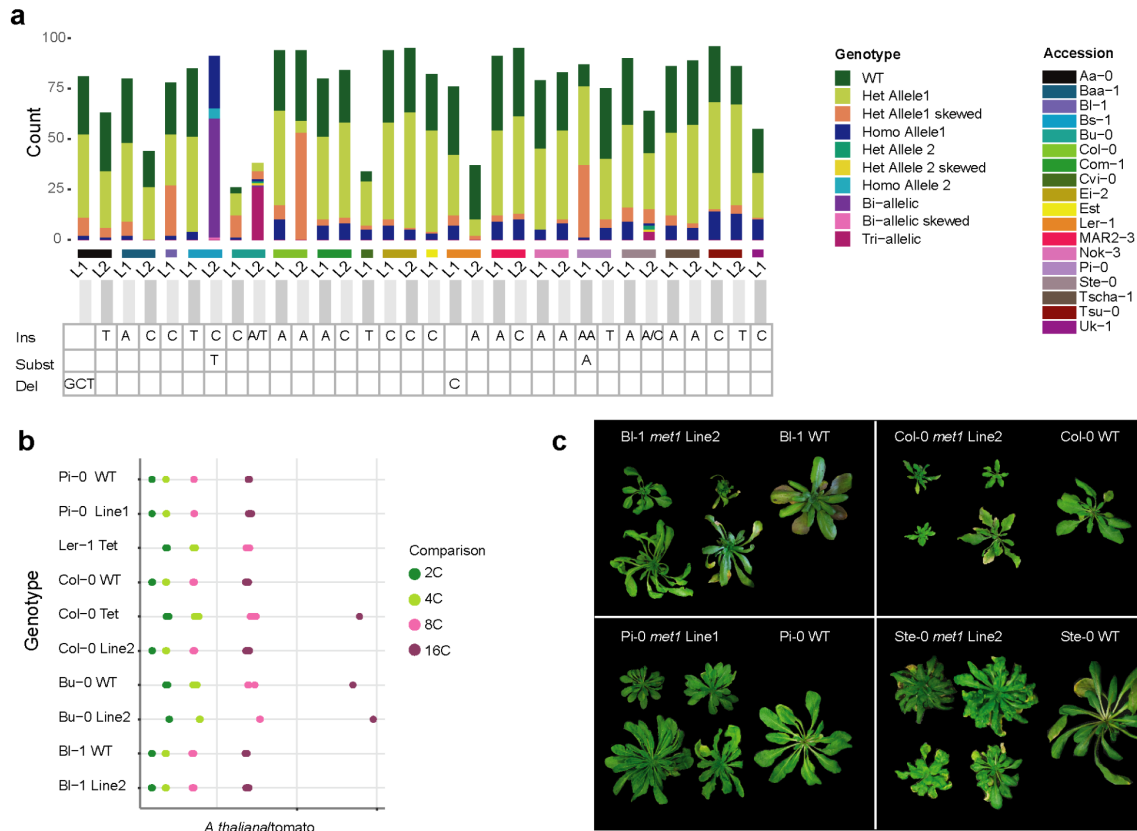 a
100
75
50
25
0
Count
L1 L2 L1 L2 L1 L1 L2 L1 L2 L1 L2 L1 L2 L1 L1 L2 L1 L1 L2 L1 L2 L1 L2 L1 L2 L1 L2 L1 L2 L1 L2 L1
Ins T A C C T C C A/T A A A C T C C C A A C A A AA T A A/C A A C T C
Subst T A
Del GCT C
Genotype
WT
Het Allele1
Het Allele1 skewed
Homo Allele1
Het Allele 2
Het Allele 2 skewed
Homo Allele 2
Bi-allelic
Bi-allelic skewed
Tri-allelic
Accession
Aa-0
Baa-1
Bl-1
Bs-1
Bu-0
Col-0
Com-1
Cvi-0
Ei-2
Est
Ler-1
MAR2-3
Nok-3
Pi-0
Ste-0
Tscha-1
Tsu-0
Uk-1
b
Genotype
Pi-0 WT
Pi-0 Line1
Ler-1 Tet
Col-0 WT
Col-0 Tet
Col-0 Line2
Bu-0 WT
Bu-0 Line2
Bl-1 WT
Bl-1 Line2
A thaliana/tomato
Comparison
2C
4C
8C
16C
c
Bl-1 met1 Line2
Bl-1 WT
Col-0 met1 Line2
Col-0 WT
Pi-0 met1 Line1
Pi-0 WT
Ste-0 met1 Line2
Ste-0 WT